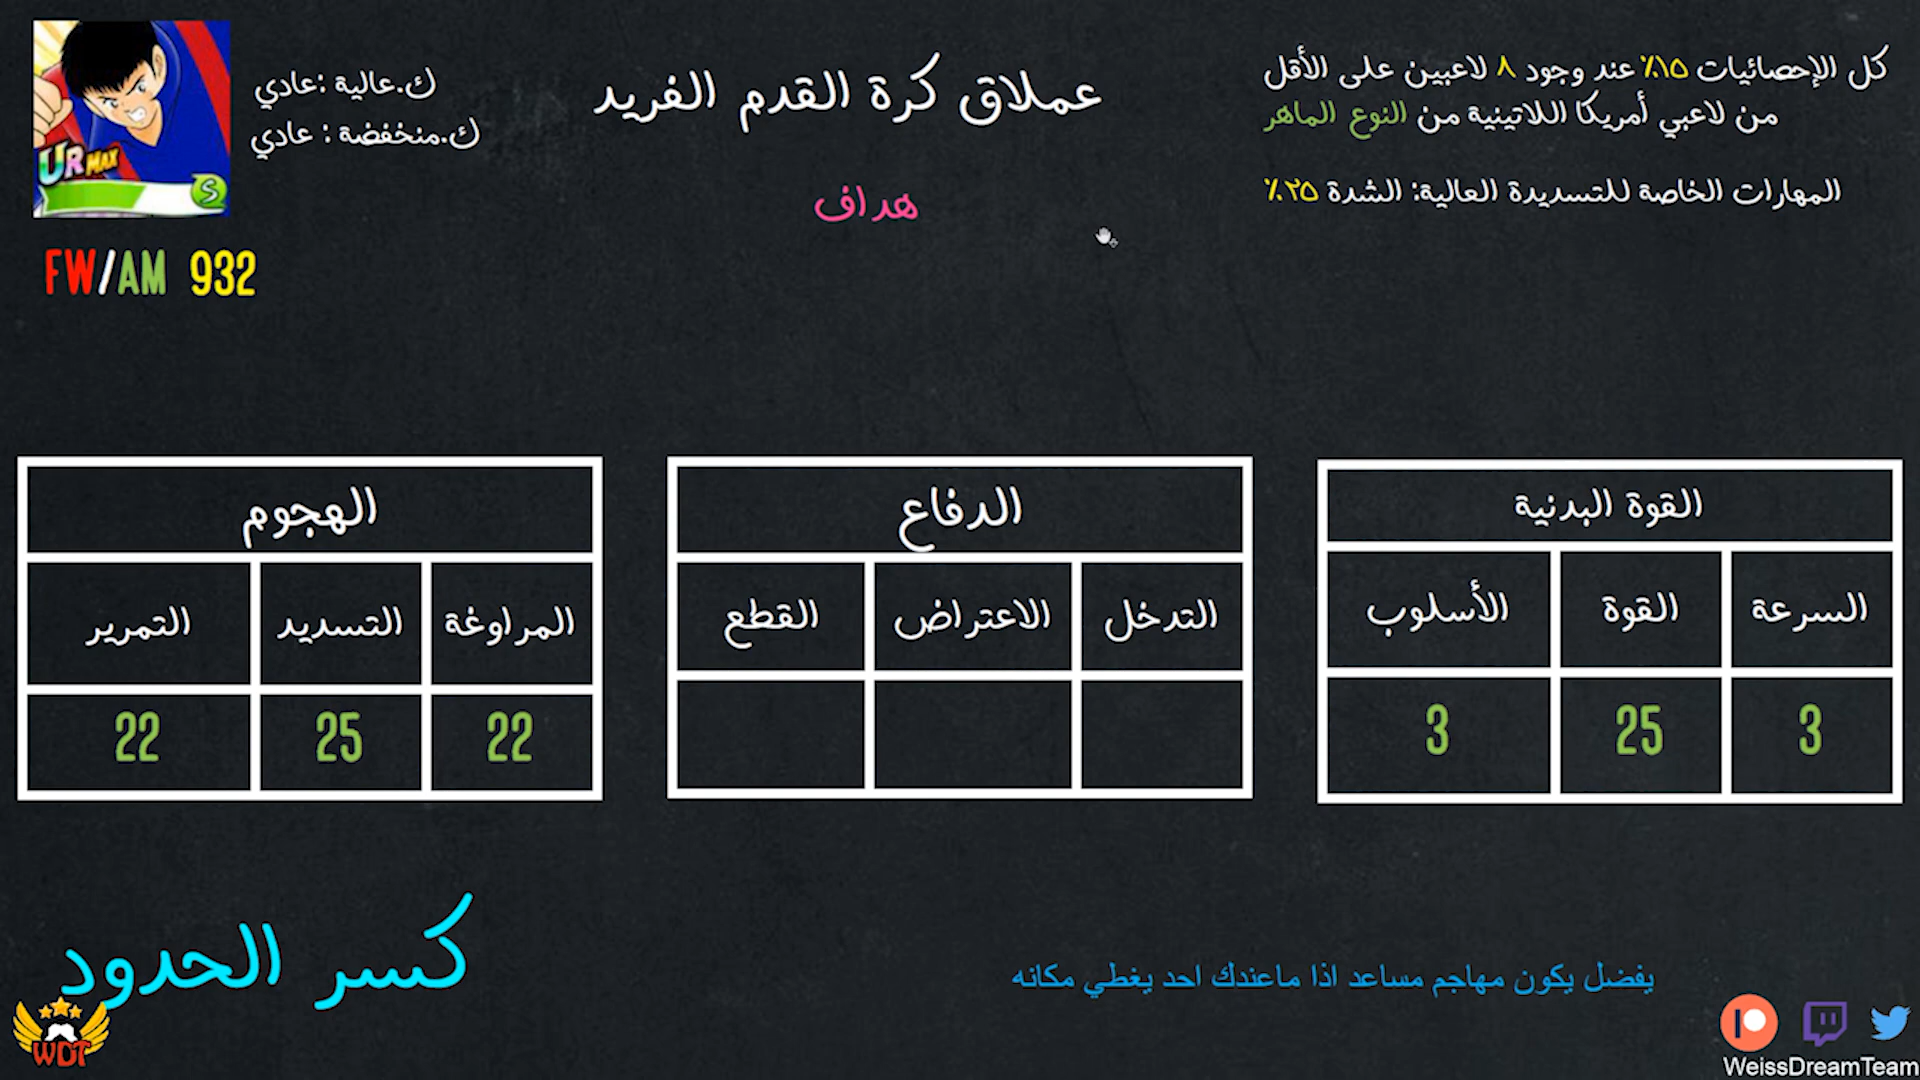 كل الإحصائيات ١٥٪ عند وجود ٨ لاعبين على الأقل
من لاعبي أمريكا اللاتينية من النوع الماهر
المهارات الخاصة للتسديدة العالية: الشدة ٢٥٪
عملاق كرة القدم الفريد
هداف
ك.عالية :عادي
ك.منخفضة : عادي
UR MAX
S
FW/AM 932
القوة البدنية
السرعة القوة الأسلوب
3 25 3
الدفاع
التدخل الاعتراض القطع
الهجوم
المراوغة التسديد التمرير
22 25 22
كسر الحدود
يفضل يكون مهاجم مساعد اذا ماعندك احد يغطي مكانه
WDT
WeissDreamTeam